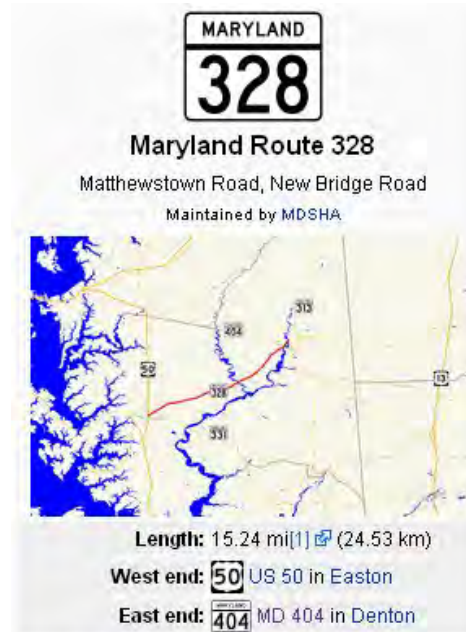 MARYLAND
328
Maryland Route 328
Matthewstown Road, New Bridge Road
Maintained by MDSHA
313
404
50
328
13
331
Length: 15.24 mi[1] (24.53 km)
West end: 50 US 50 in Easton
East end: MARYLAND 404 MD 404 in Denton